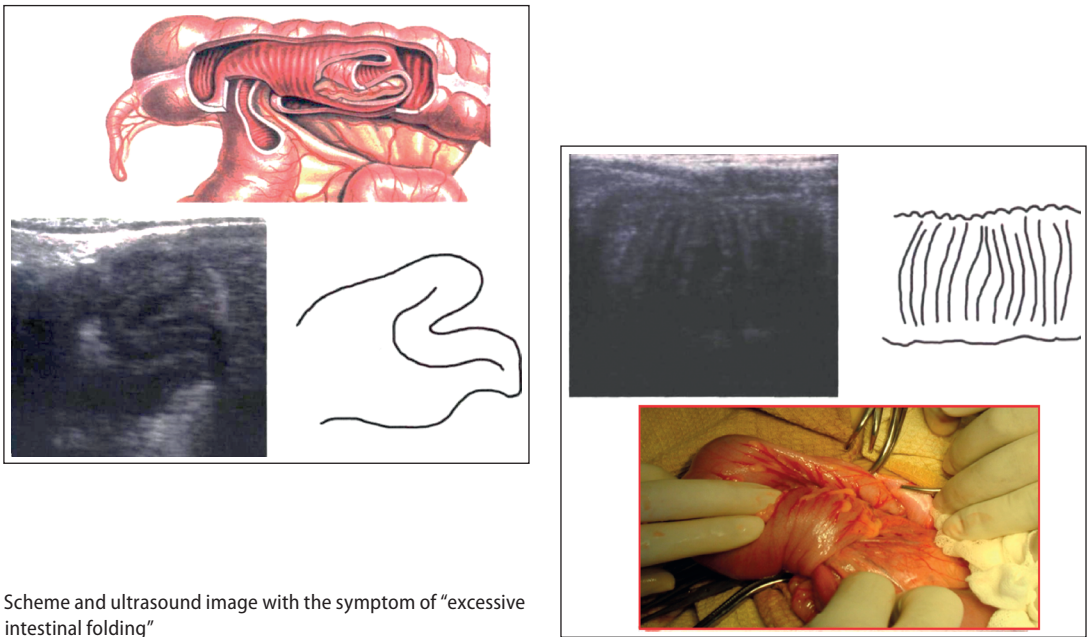 Scheme and ultrasound image with the symptom of “excessive
intestinal folding”